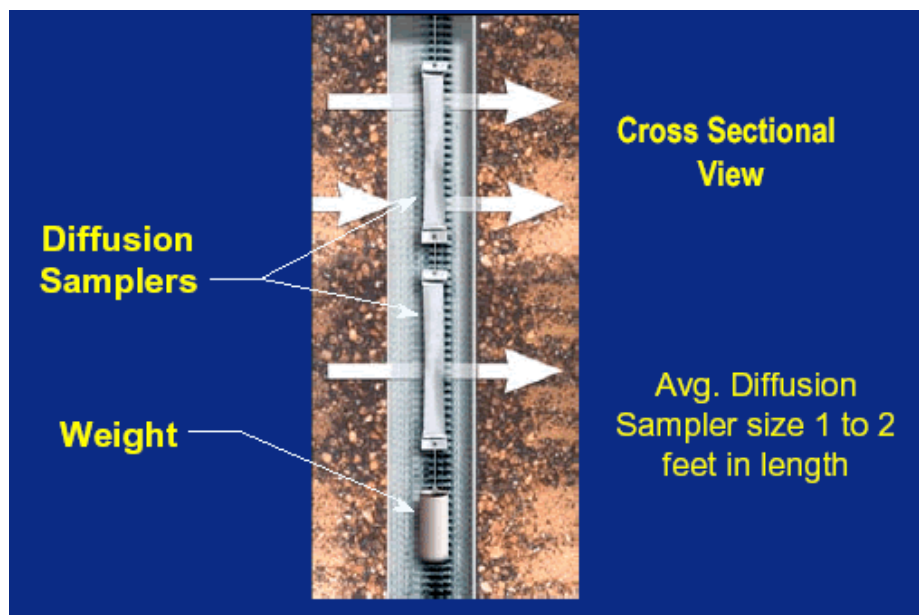 Cross Sectional
View
Diffusion
Samplers
Avg. Diffusion
Sampler size 1 to 2
feet in length
Weight